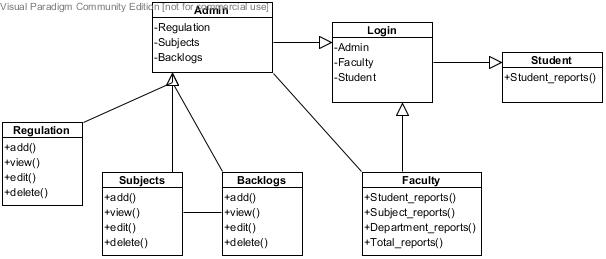 Visual Paradigm Community Edition [not for commercial use]
Admin
-Regulation
-Subjects
-Backlogs
Login
-Admin
-Faculty
-Student
Student
+Student_reports()
Regulation
+add()
+view()
+edit()
+delete()
Subjects
+add()
+view()
+edit()
+delete()
Backlogs
+add()
+view()
+edit()
+delete()
Faculty
+Student_reports()
+Subject_reports()
+Department_reports()
+Total_reports()